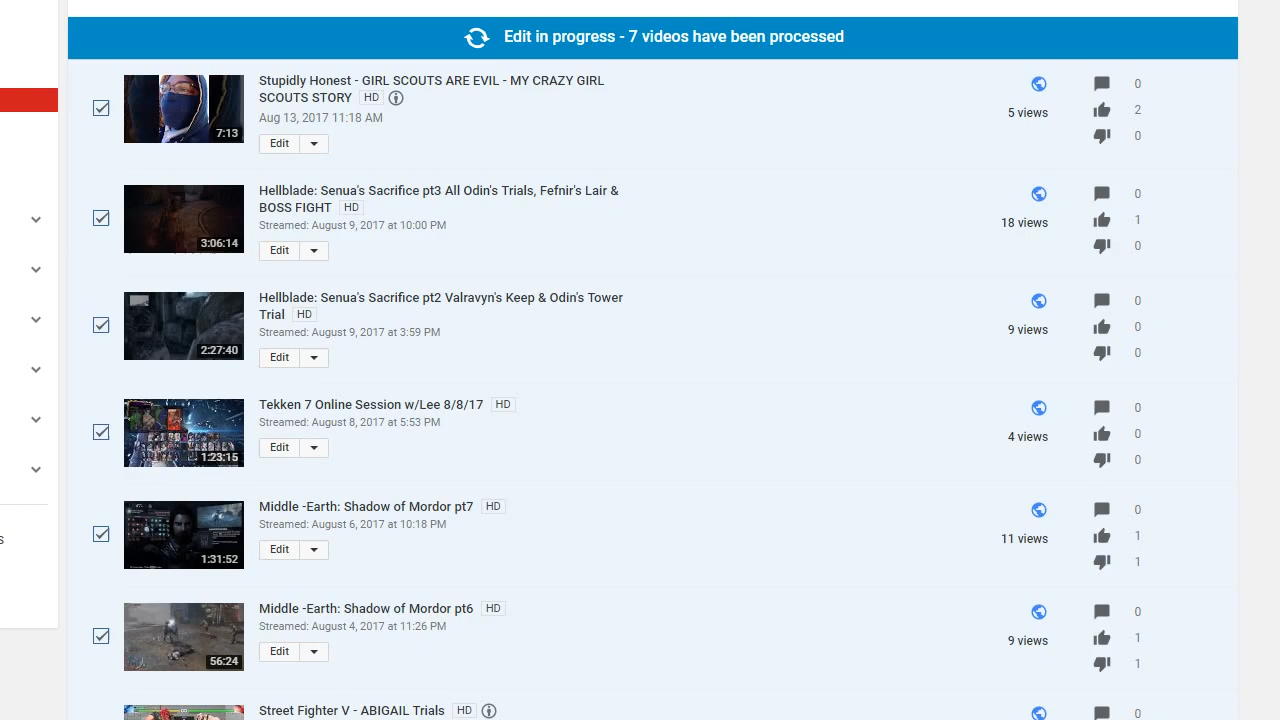 Edit in progress - 7 videos have been processed
Stupidly Honest - GIRL SCOUTS ARE EVIL - MY CRAZY GIRL
SCOUTS STORY HD
Aug 13, 2017 11:18 AM
Edit
7:13
5 views
0
2
0
Hellblade: Senua's Sacrifice pt3 All Odin's Trials, Fefnir's Lair &
BOSS FIGHT HD
Streamed: August 9, 2017 at 10:00 PM
Edit
3:06:14
18 views
0
1
0
Hellblade: Senua's Sacrifice pt2 Valravyn's Keep & Odin's Tower
Trial HD
Streamed: August 9, 2017 at 3:59 PM
Edit
2:27:40
9 views
0
0
0
Tekken 7 Online Session w/Lee 8/8/17 HD
Streamed: August 8, 2017 at 5:53 PM
Edit
1:23:15
4 views
0
0
0
Middle -Earth: Shadow of Mordor pt7 HD
Streamed: August 6, 2017 at 10:18 PM
Edit
1:31:52
11 views
0
1
1
Middle -Earth: Shadow of Mordor pt6 HD
Streamed: August 4, 2017 at 11:26 PM
Edit
56:24
9 views
0
1
1
Street Fighter V - ABIGAIL Trials HD
0
s